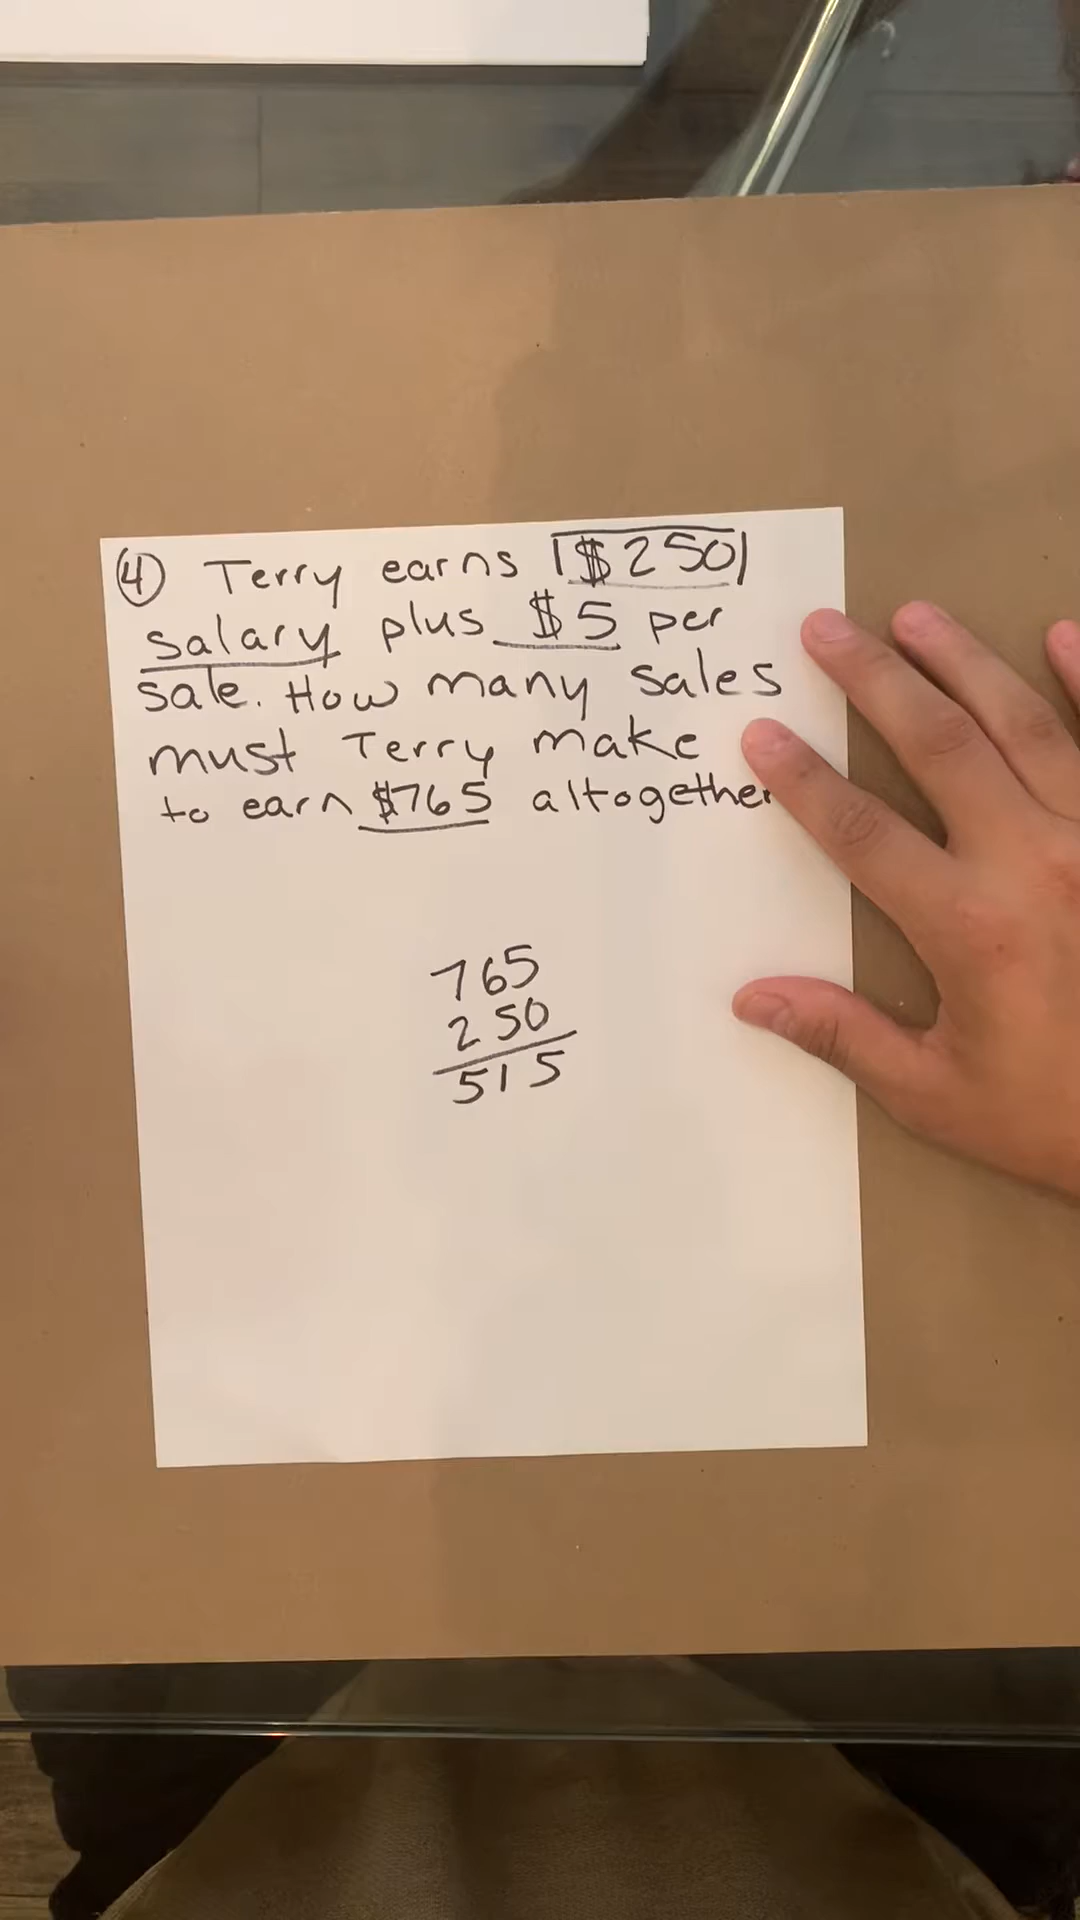 ④ Terry earns $250
salary plus $5 per
sale. How many sales
must Terry make
to earn $765 altogether
765
250
515